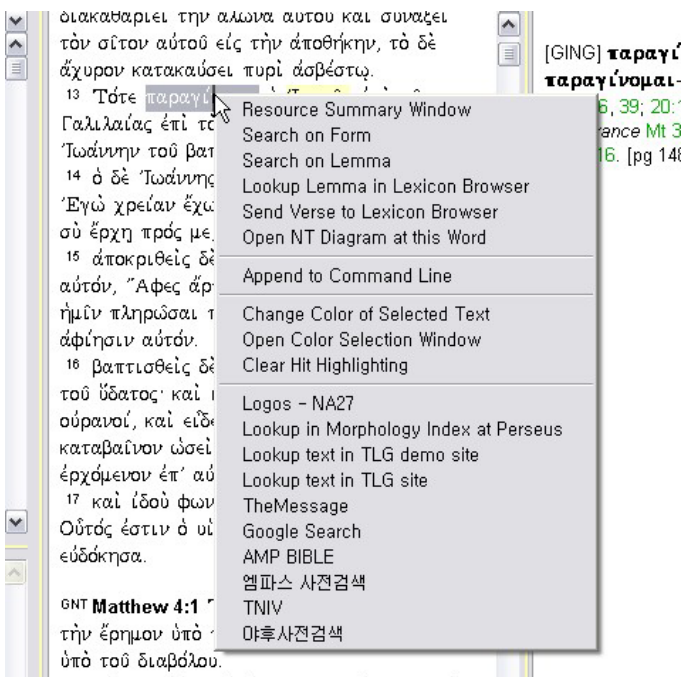 διακαθαριεῖ τὴν ἅλωνα αὐτοῦ καὶ συνάξει
τὸν σῖτον αὐτοῦ εἰς τὴν ἀποθήκην, τὸ δὲ
ἄχυρον κατακαύσει πυρὶ ἀσβέστῳ.
13 Τότε παραγί
Γαλιλαίας ἐπὶ τὸ
Ἰωάννην τοῦ βαπ
14 ὁ δὲ Ἰωάννης
Ἐγὼ χρείαν ἔχω
σὺ ἔρχῃ πρός με;
15 ἀποκριθεὶς δὲ
αὐτόν, Ἄφες ἄρ
ἡμῖν πληρῶσαι π
ἀφίησιν αὐτόν.
16 βαπτισθεὶς δὲ
τοῦ ὕδατος· καὶ
οὐρανοί, καὶ εἶδε
καταβαῖνον ὡσεὶ
ἐρχόμενον ἐπ’ αὐ
17 καὶ ἰδοὺ φων
Οὗτός ἐστιν ὁ υἱ
εὐδόκησα.
GNT Matthew 4:1
τὴν ἔρημον ὑπὸ
ὑπὸ τοῦ διαβόλου.
Resource Summary Window
Search on Form
Search on Lemma
Lookup Lemma in Lexicon Browser
Send Verse to Lexicon Browser
Open NT Diagram at this Word
Append to Command Line
Change Color of Selected Text
Open Color Selection Window
Clear Hit Highlighting
Logos - NA27
Lookup in Morphology Index at Perseus
Lookup text in TLG demo site
Lookup text in TLG site
TheMessage
Google Search
AMP BIBLE
엠파스 사전검색
TNIV
야후사전검색
[GING] παραγί
παραγίνομαι-
6, 39; 20:1
rance Mt 3
16. [pg 148